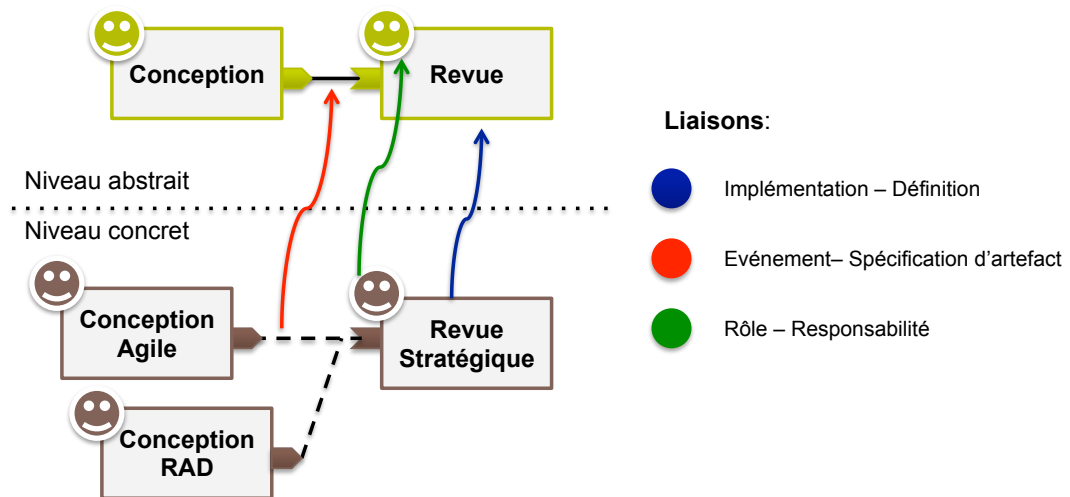 Conception
Revue
Liaisons:
Niveau abstrait
Implémentation – Définition
Niveau concret
Evénement– Spécification d'artefact
Conception
Agile
Revue
Stratégique
Rôle – Responsabilité
Conception
RAD